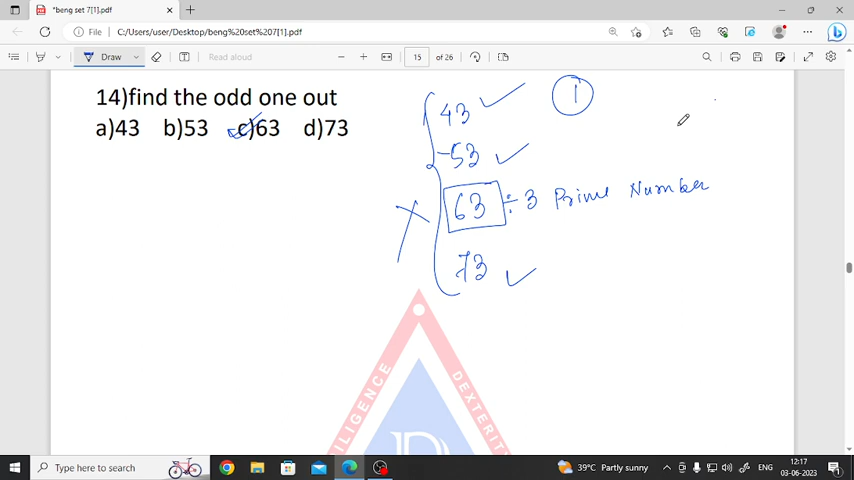 *beng set 7[1].pdf
File
C:/Users/user/Desktop/beng%20set%207[1].pdf
Draw
Read aloud
15 of 26
14)find the odd one out
a)43 b)53 c)63 d)73
43
1
53
63 ÷ 3 Prime Number
73
ILIGENCE
DEXTERIT
Type here to search
39°C Partly sunny
ENG
12:17
03-06-2023